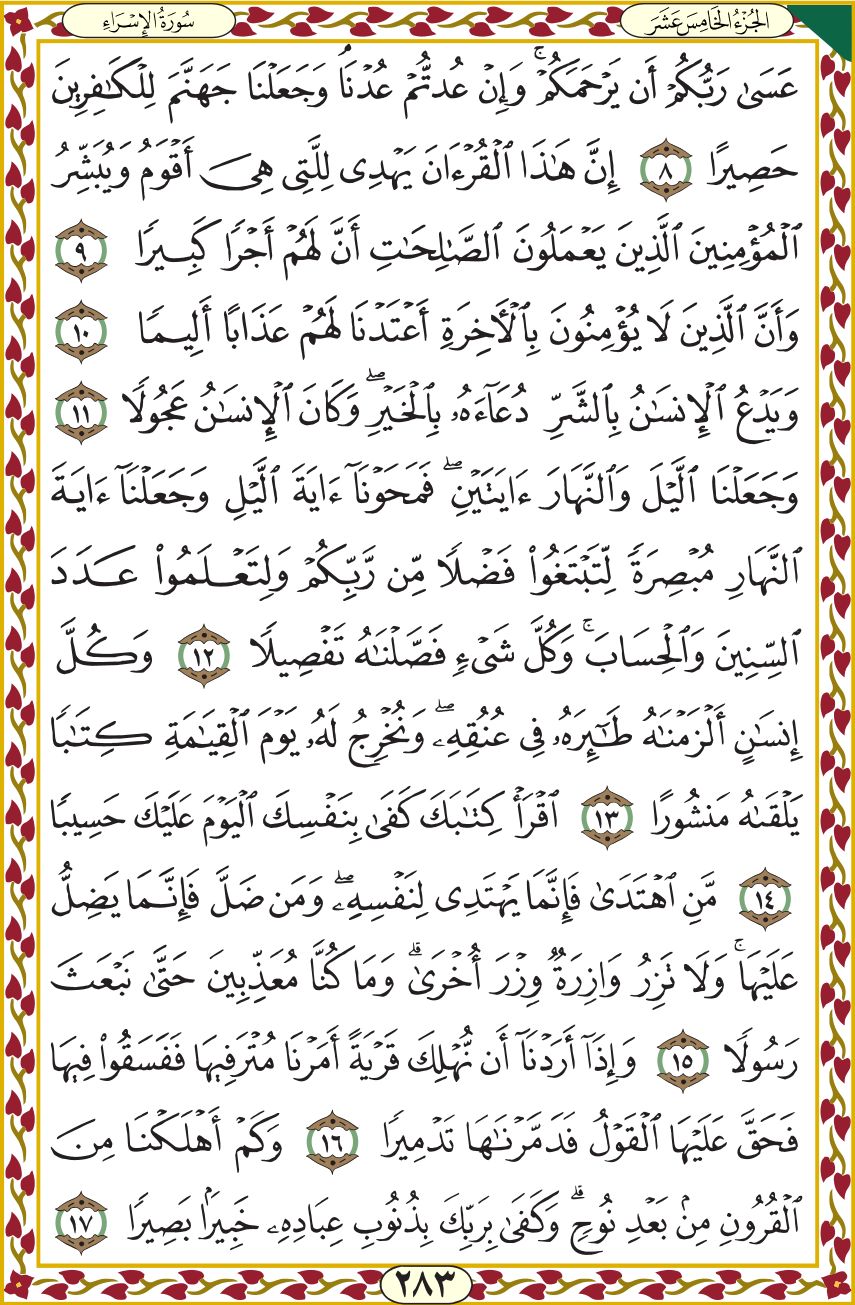 الجُزْءُ الخَامِسَ عَشَرَ
سُورَةُ الإِسْرَاءِ
عَسَىٰ رَبُّكُمْ أَن يَرْحَمَكُمْۚ وَإِنْ عُدتُّمْ عُدْنَاۘ وَجَعَلْنَا جَهَنَّمَ لِلْكَـٰفِرِينَ
حَصِيرًا ٨ إِنَّ هَـٰذَا ٱلْقُرْءَانَ يَهْدِى لِلَّتِى هِىَ أَقْوَمُ وَيُبَشِّرُ
ٱلْمُؤْمِنِينَ ٱلَّذِينَ يَعْمَلُونَ ٱلصَّـٰلِحَـٰتِ أَنَّ لَهُمْ أَجْرًا كَبِيرًا ٩
وَأَنَّ ٱلَّذِينَ لَا يُؤْمِنُونَ بِٱلْأَخِرَةِ أَعْتَدْنَا لَهُمْ عَذَابًا أَلِيمًا ١٠
وَيَدْعُ ٱلْإِنسَـٰنُ بِٱلشَّرِّ دُعَآءَهُۥ بِٱلْخَيْرِۖ وَكَانَ ٱلْإِنسَـٰنُ عَجُولًا ١١
وَجَعَلْنَا ٱلَّيْلَ وَٱلنَّهَارَ ءَايَتَيْنِۖ فَمَحَوْنَآ ءَايَةَ ٱلَّيْلِ وَجَعَلْنَآ ءَايَةَ
ٱلنَّهَارِ مُبْصِرَةً لِّتَبْتَغُوا۟ فَضْلًا مِّن رَّبِّكُمْ وَلِتَعْلَمُوا۟ عَدَدَ
ٱلسِّنِينَ وَٱلْحِسَابَۚ وَكُلَّ شَىْءٍ فَصَّلْنَـٰهُ تَفْصِيلًا ١٢ وَكُلَّ
إِنسَـٰنٍ أَلْزَمْنَـٰهُ طَـٰٓئِرَهُۥ فِى عُنُقِهِۦۖ وَنُخْرِجُ لَهُۥ يَوْمَ ٱلْقِيَـٰمَةِ كِتَـٰبًا
يَلْقَىٰهُ مَنشُورًا ١٣ ٱقْرَأْ كِتَـٰبَكَ كَفَىٰ بِنَفْسِكَ ٱلْيَوْمَ عَلَيْكَ حَسِيبًا
١٤ مَّنِ ٱهْتَدَىٰ فَإِنَّمَا يَهْتَدِى لِنَفْسِهِۦۖ وَمَن ضَلَّ فَإِنَّمَا يَضِلُّ
عَلَيْهَاۚ وَلَا تَزِرُ وَازِرَةٌ وِزْرَ أُخْرَىٰۗ وَمَا كُنَّا مُعَذِّبِينَ حَتَّىٰ نَبْعَثَ
رَسُولًا ١٥ وَإِذَآ أَرَدْنَآ أَن نُّهْلِكَ قَرْيَةً أَمَرْنَا مُتْرَفِيهَا فَفَسَقُوا۟ فِيهَا
فَحَقَّ عَلَيْهَا ٱلْقَوْلُ فَدَمَّرْنَـٰهَا تَدْمِيرًا ١٦ وَكَمْ أَهْلَكْنَا مِنَ
ٱلْقُرُونِ مِنۢ بَعْدِ نُوحٍۗ وَكَفَىٰ بِرَبِّكَ بِذُنُوبِ عِبَادِهِۦ خَبِيرًۢا بَصِيرًا ١٧
٢٨٣